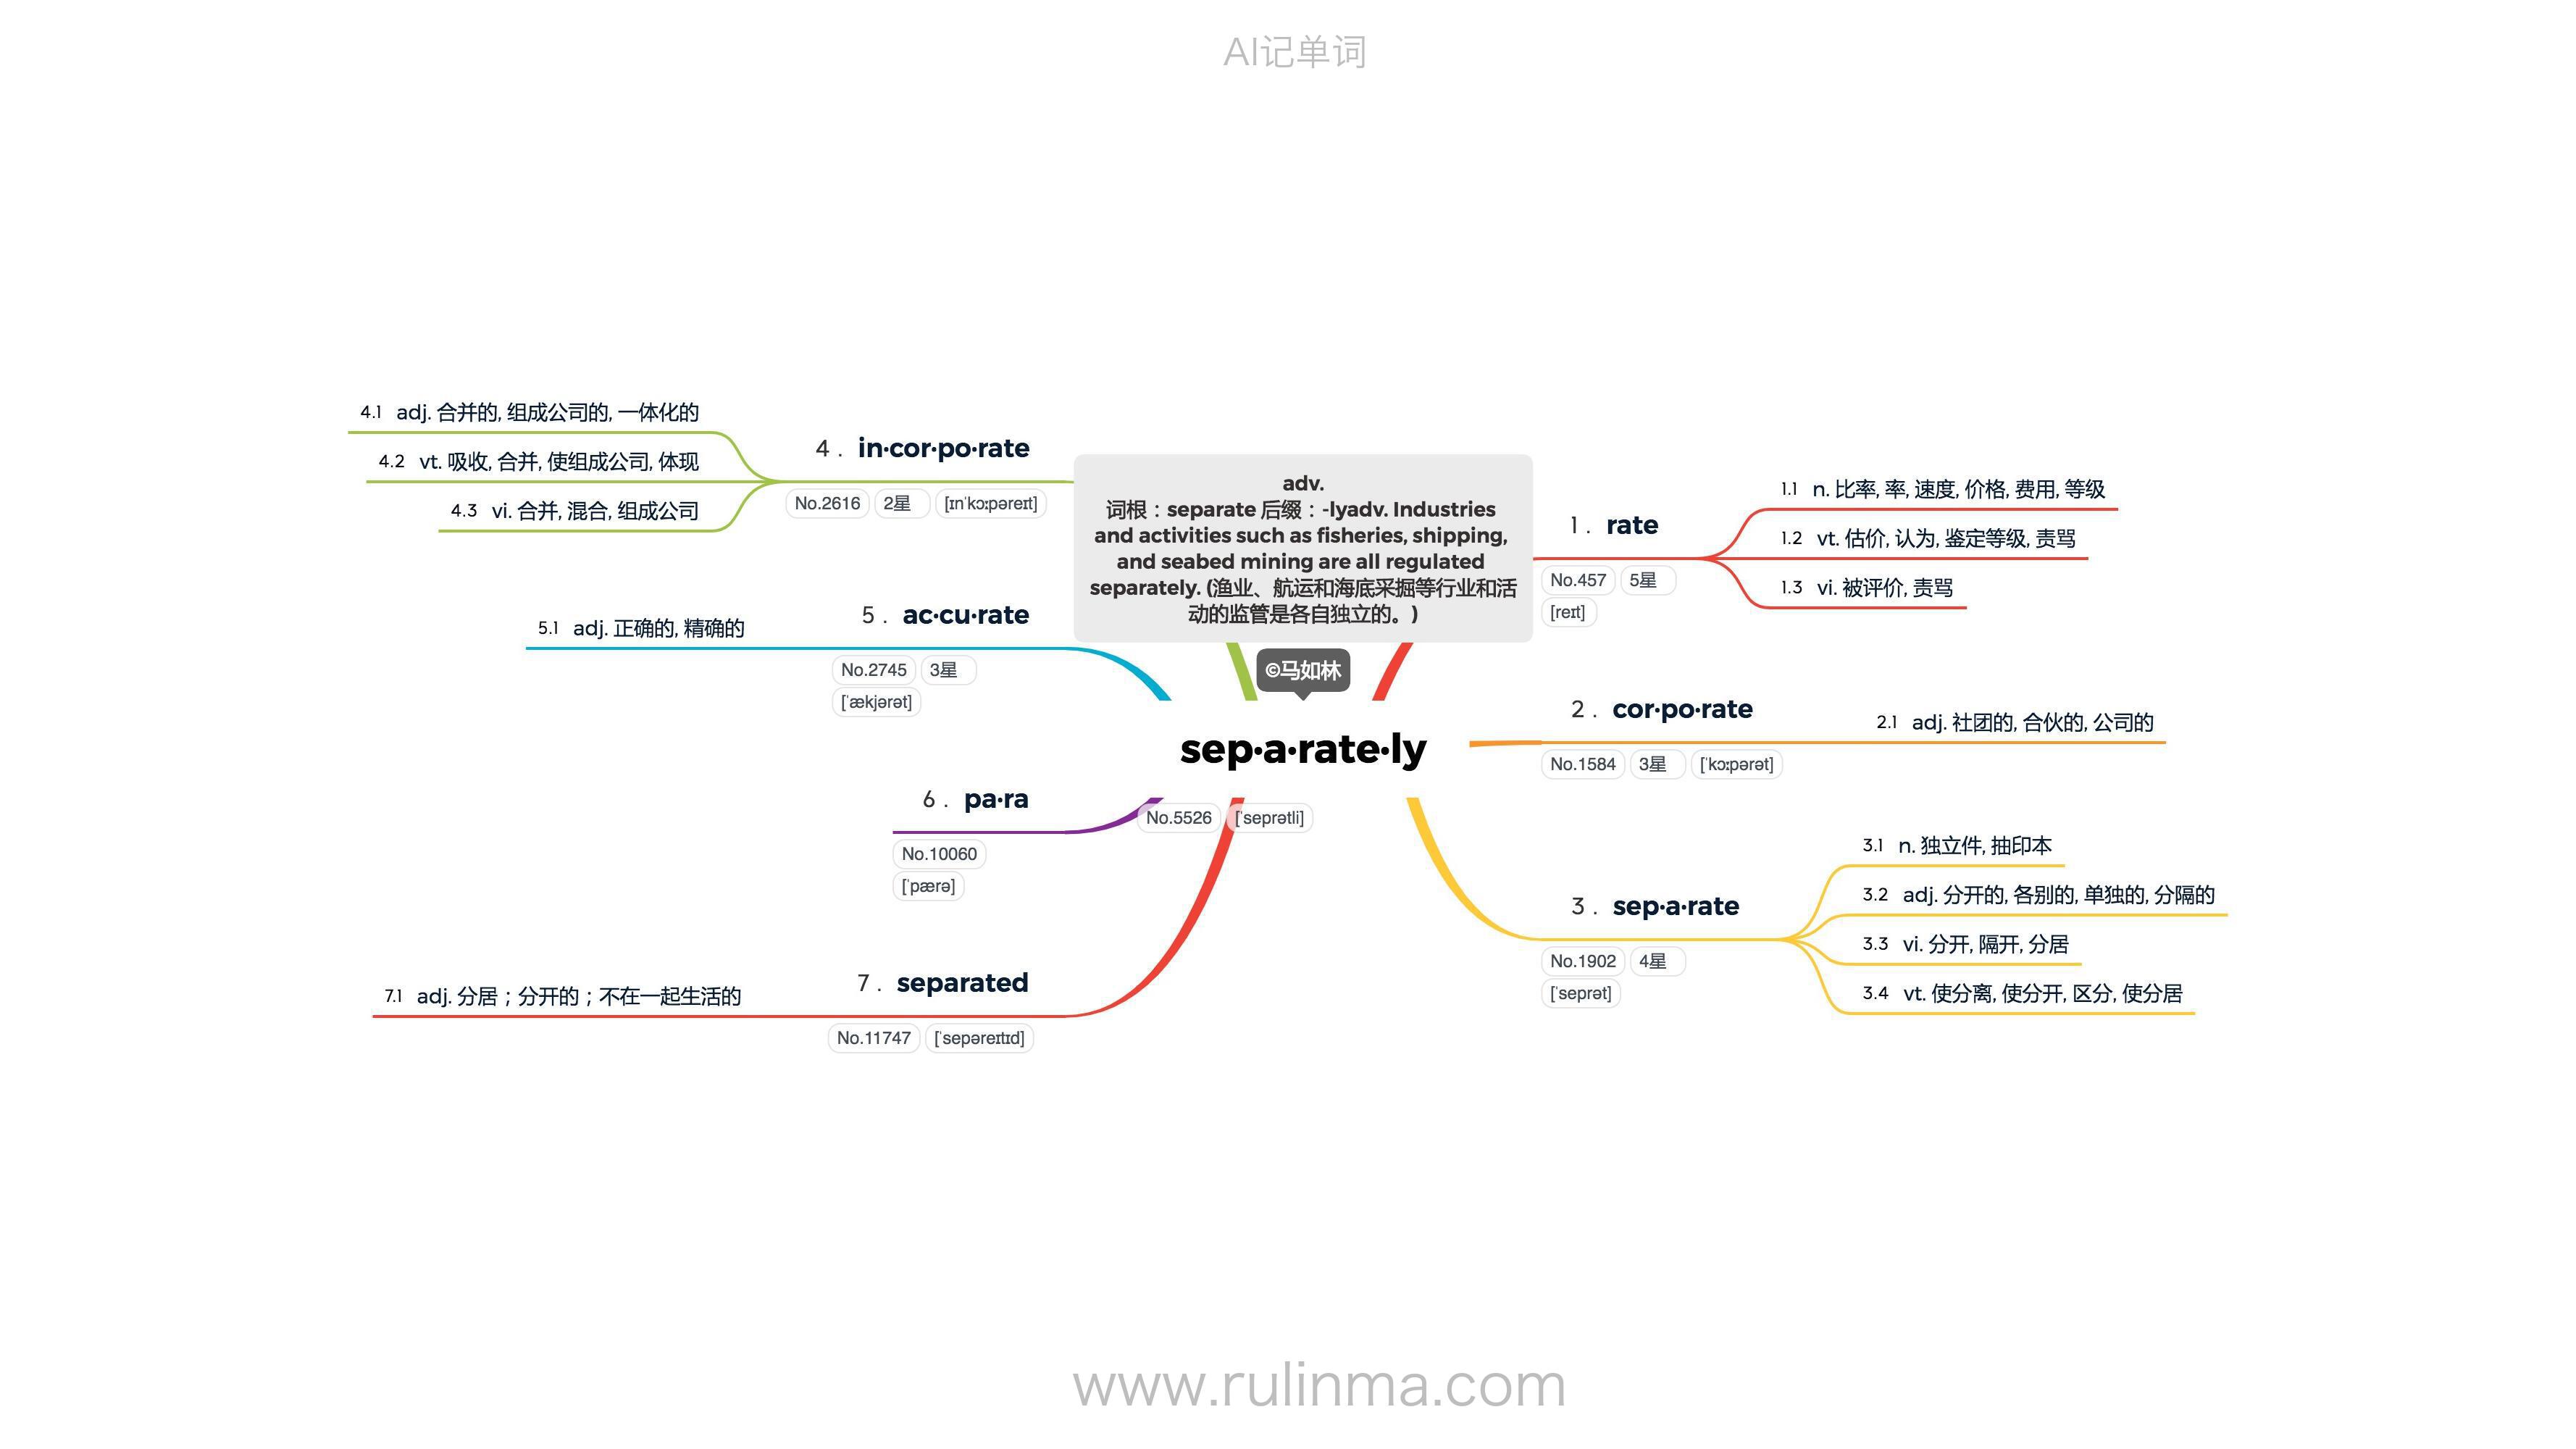 AI记单词
adv.
词根：separate 后缀：-lyadv. Industries
and activities such as fisheries, shipping,
and seabed mining are all regulated
separately. (渔业、航运和海底采掘等行业和活
动的监管是各自独立的。)
©马如林
sep·a·rate·ly
No.5526 [ˈseprətli]
1. rate
No.457 5星
[reɪt]
1.1 n. 比率, 率, 速度, 价格, 费用, 等级
1.2 vt. 估价, 认为, 鉴定等级, 责骂
1.3 vi. 被评价, 责骂
2. cor·po·rate
No.1584 3星 [ˈkɔːpərət]
2.1 adj. 社团的, 合伙的, 公司的
3. sep·a·rate
No.1902 4星
[ˈseprət]
3.1 n. 独立件, 抽印本
3.2 adj. 分开的, 各别的, 单独的, 分隔的
3.3 vi. 分开, 隔开, 分居
3.4 vt. 使分离, 使分开, 区分, 使分居
4. in·cor·po·rate
No.2616 2星 [ɪnˈkɔːpəreɪt]
4.1 adj. 合并的, 组成公司的, 一体化的
4.2 vt. 吸收, 合并, 使组成公司, 体现
4.3 vi. 合并, 混合, 组成公司
5. ac·cu·rate
No.2745 3星
[ˈækjərət]
5.1 adj. 正确的, 精确的
6. pa·ra
No.10060
[ˈpærə]
7. separated
No.11747 [ˈsepəreɪtɪd]
7.1 adj. 分居；分开的；不在一起生活的
www.rulinma.com